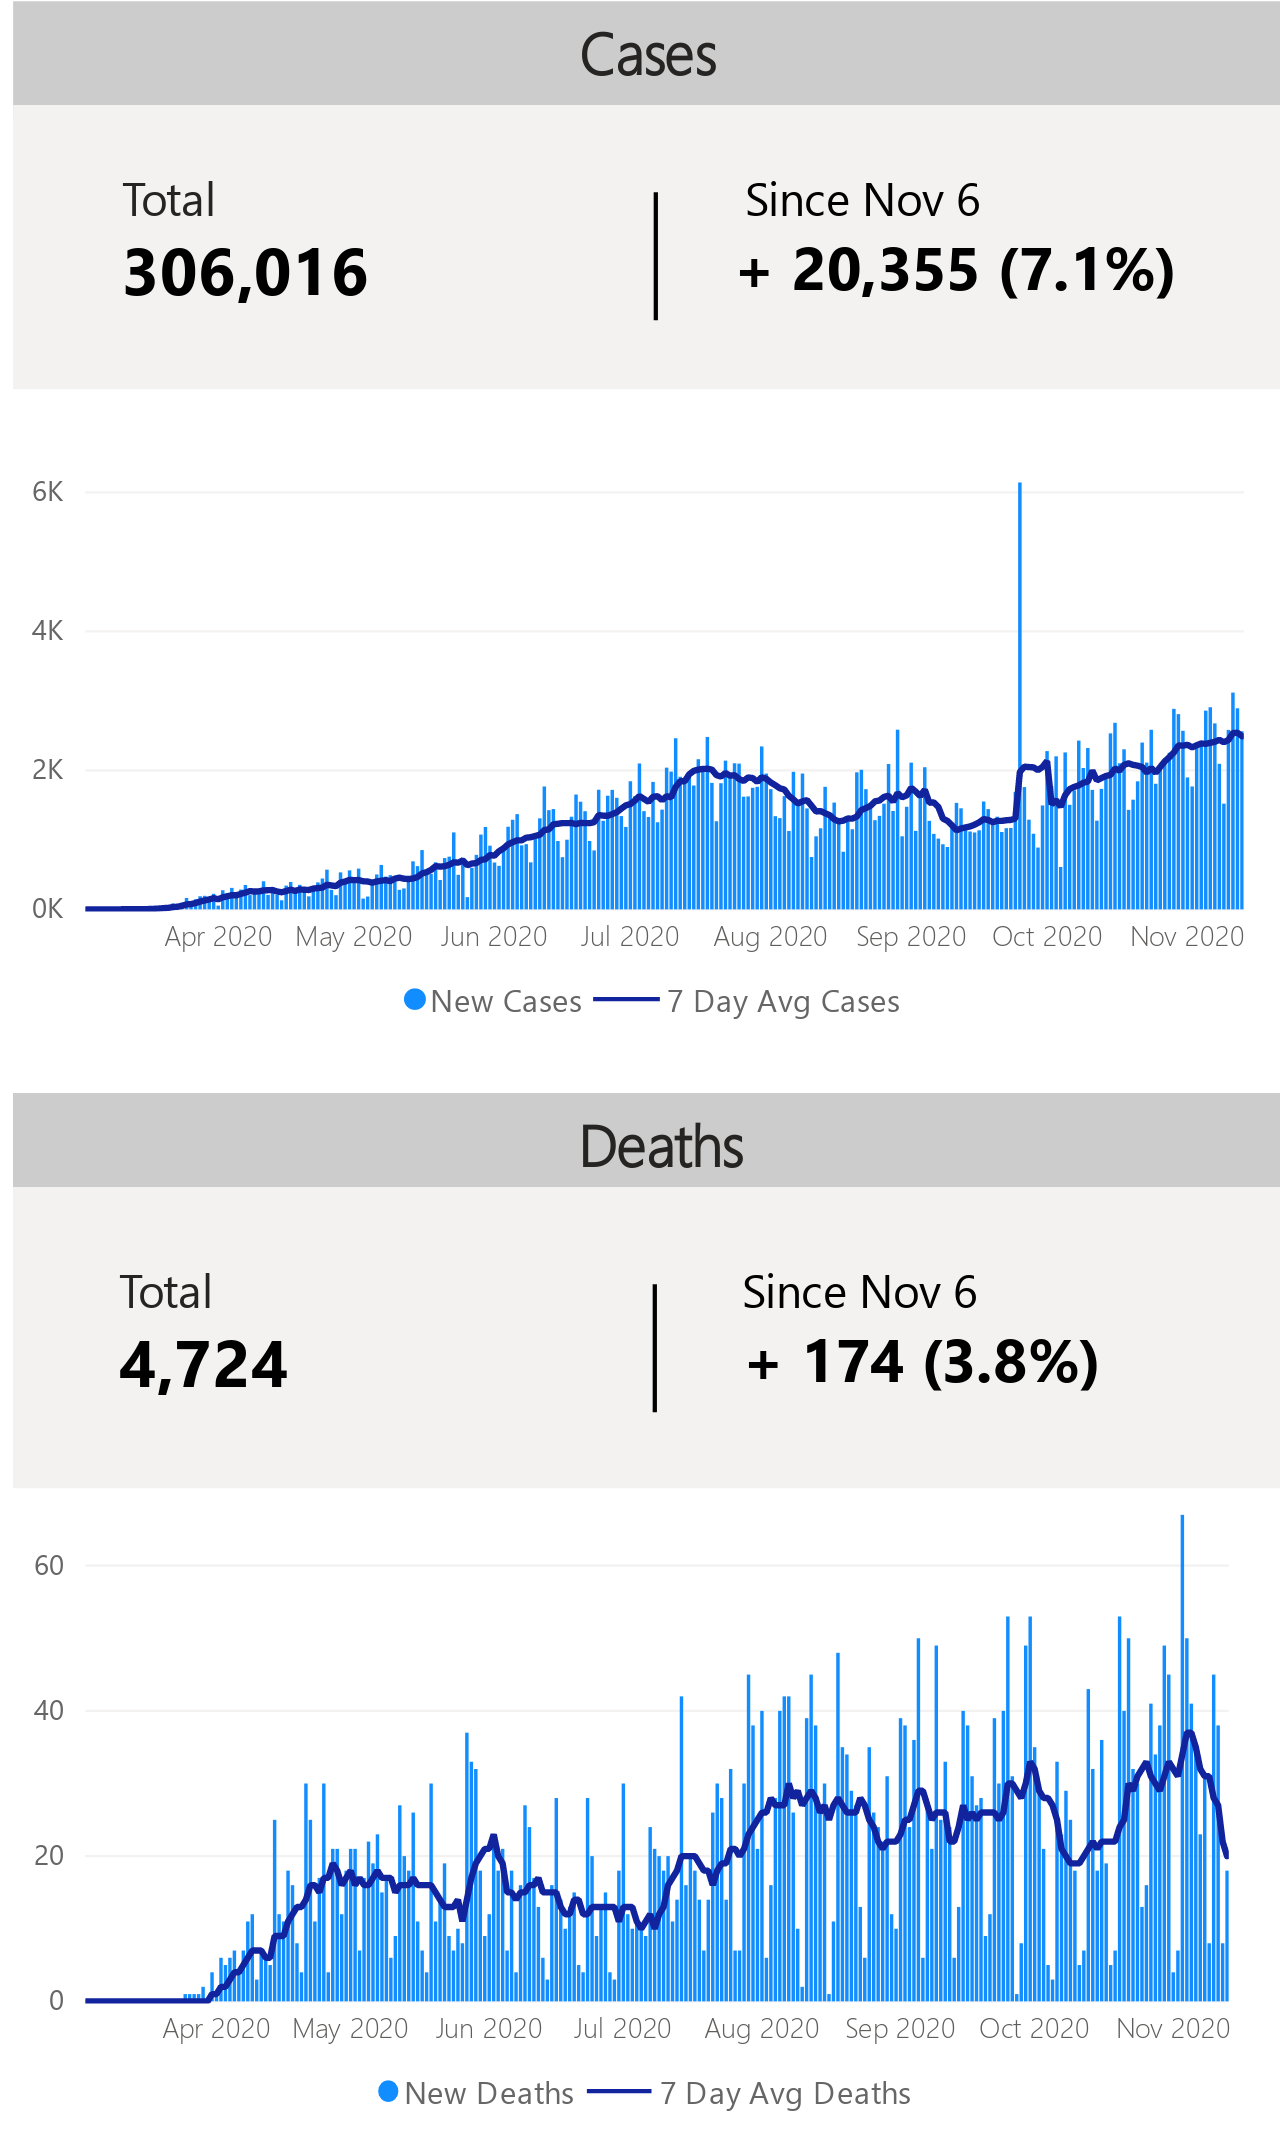 Cases
Total
Since Nov 6
306,016
+ 20,355 (7.1%)
6K
4K
2K
0K
Apr 2020 May 2020 Jun 2020 Jul 2020 Aug 2020 Sep 2020 Oct 2020 Nov 2020
New Cases 7 Day Avg Cases
Deaths
Total
Since Nov 6
4,724
+ 174 (3.8%)
60
40
20
0
Apr 2020 May 2020 Jun 2020 Jul 2020 Aug 2020 Sep 2020 Oct 2020 Nov 2020
New Deaths 7 Day Avg Deaths